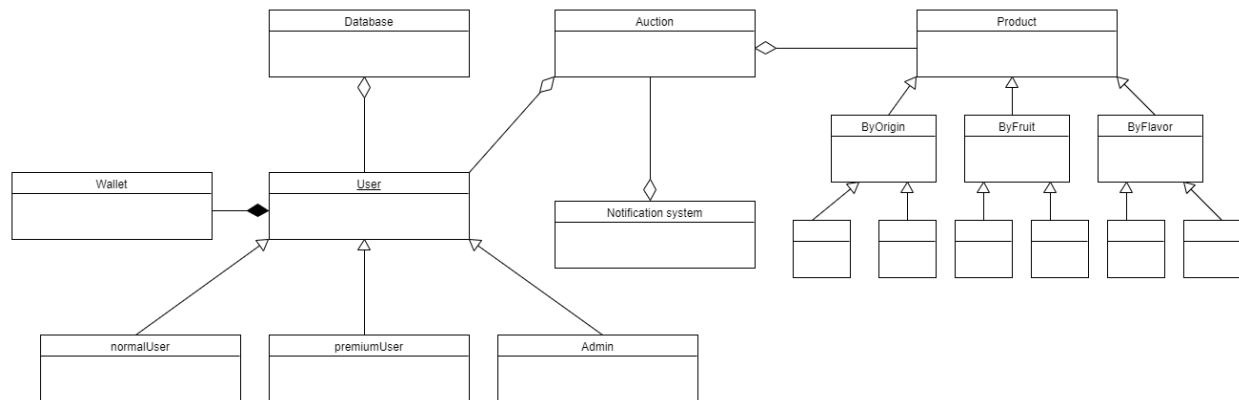 Database
Auction
Product
ByOrigin
ByFruit
ByFlavor
Wallet
User
Notification system
normalUser
premiumUser
Admin